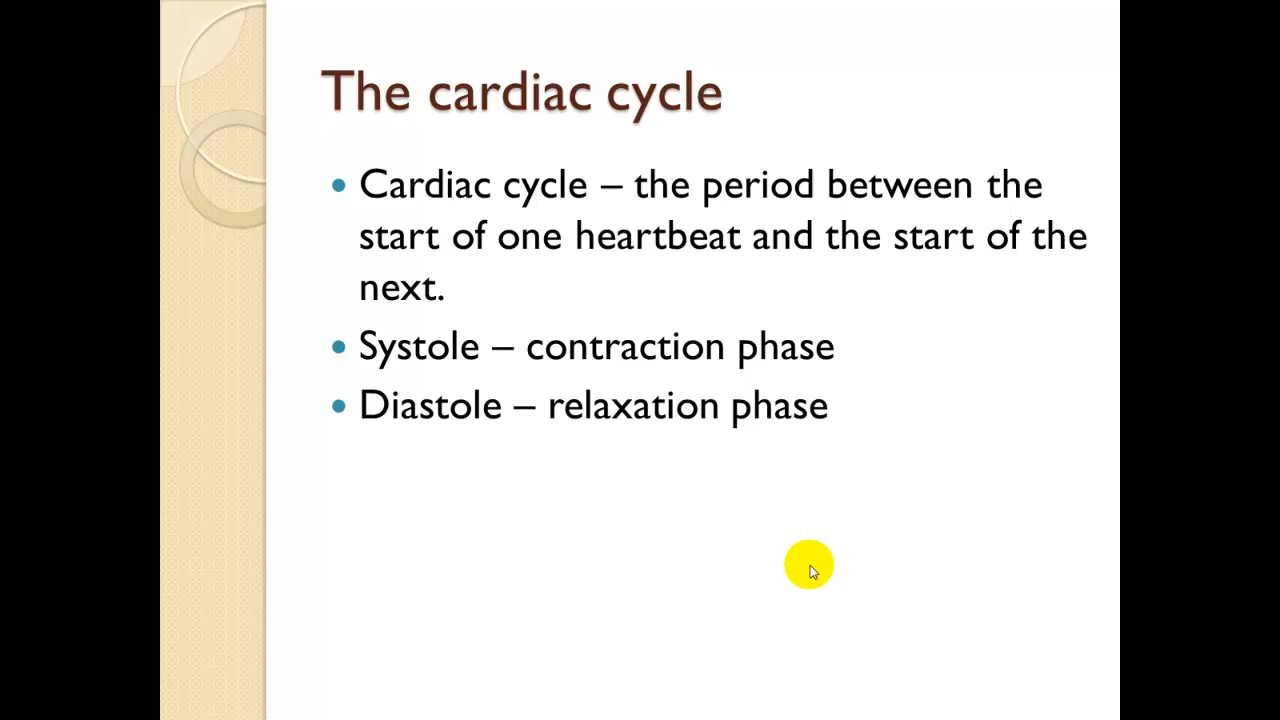 The cardiac cycle
• Cardiac cycle – the period between the
start of one heartbeat and the start of the
next.
• Systole – contraction phase
• Diastole – relaxation phase